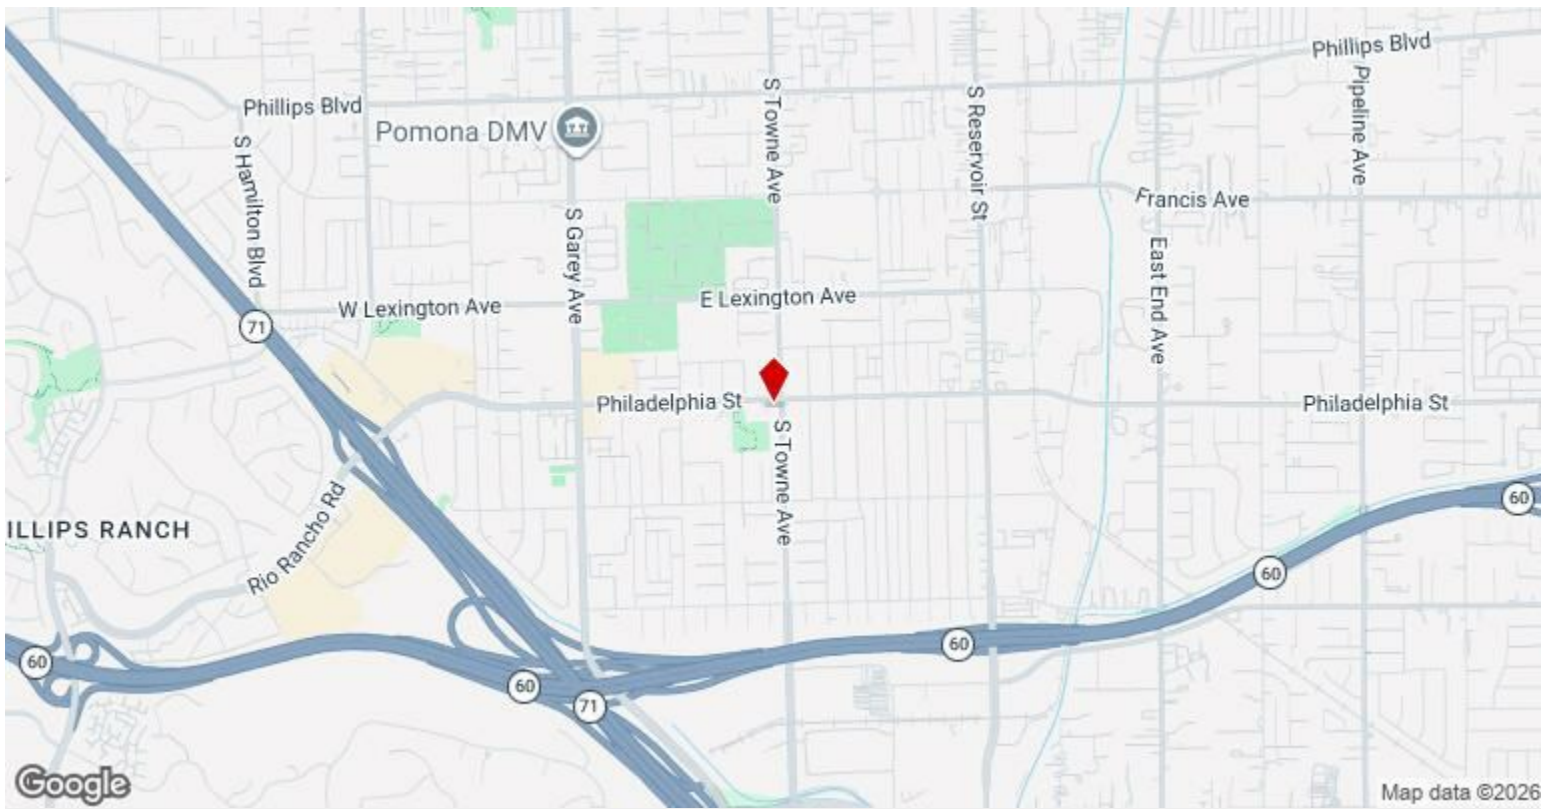 Phillips Blvd
Phillips Blvd
Pomona DMV
S Hamilton Blvd
S Towne Ave
S Reservoir St
Pipeline Ave
Francis Ave
S Garey Ave
East End Ave
W Lexington Ave
E Lexington Ave
71
Philadelphia St
Philadelphia St
S Towne Ave
60
ILLIPS RANCH
Rio Rancho Rd
60
60
60
60
71
Google
Map data ©2026